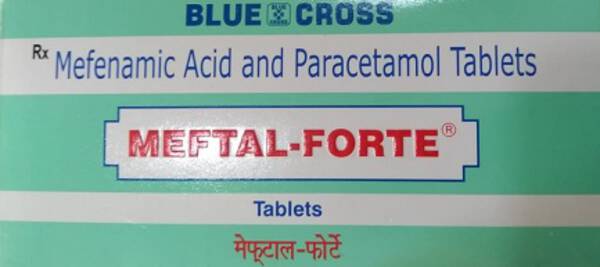 BLUE CROSS
Rx Mefenamic Acid and Paracetamol Tablets
MEFTAL-FORTE®
Tablets
मेफ्टाल-फोर्टे